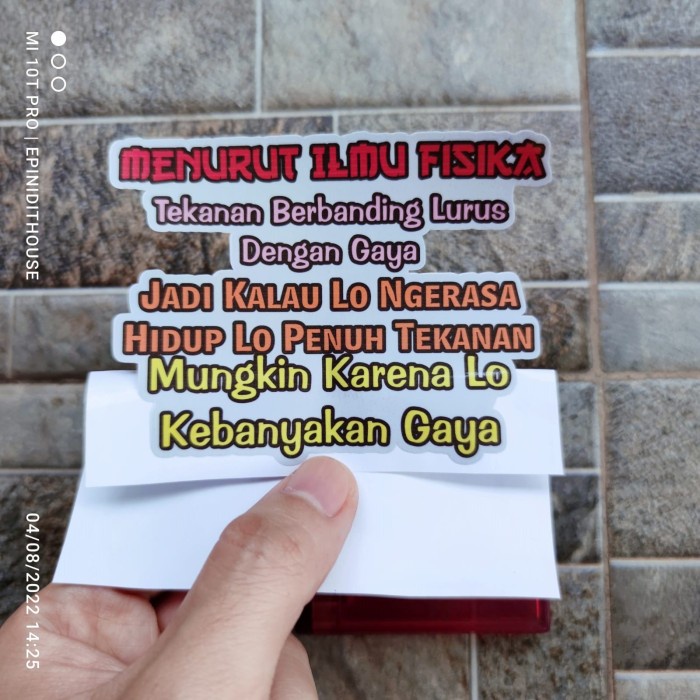 MENURUT ILMU FISIKA
Tekanan Berbanding Lurus
Dengan Gaya
JADI KALAU LO NGERASA
HIDUP LO PENUH TEKANAN
Mungkin Karena Lo
Kebanyakan Gaya
MI 10T PRO | EPINIDITHOUSE
04/08/2022 14:25